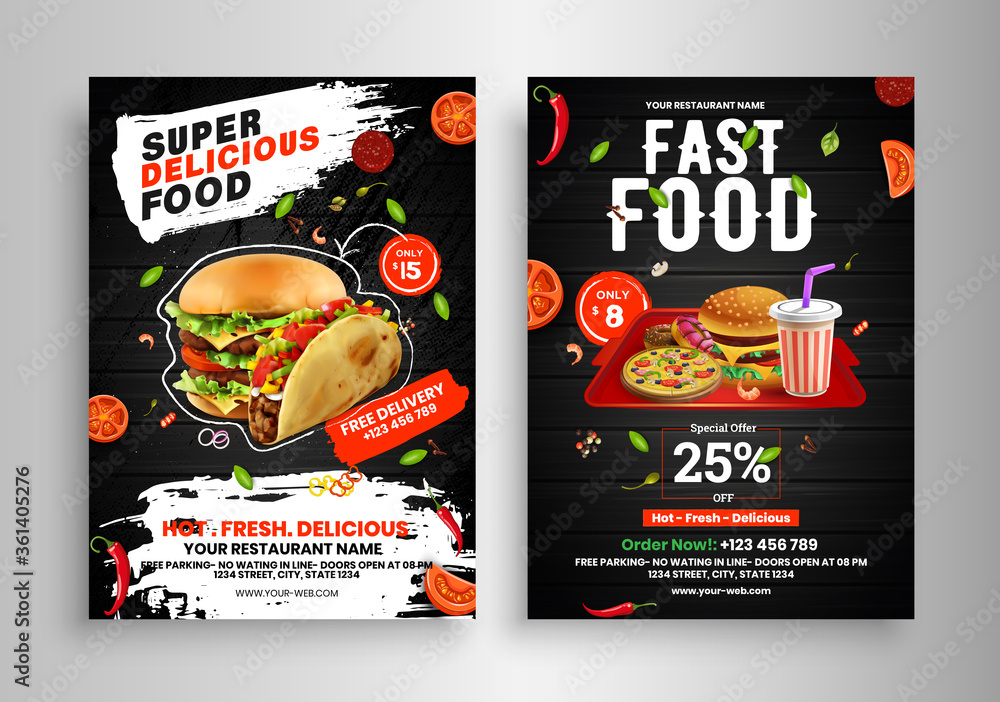 SUPER
DELICIOUS
FOOD
ONLY
$15
FREE DELIVERY
+123 456 789
HOT . FRESH. DELICIOUS
YOUR RESTAURANT NAME
FREE PARKING- NO WATING IN LINE- DOORS OPEN AT 08 PM
1234 STREET, CITY, STATE 1234
WWW.YOUR-WEB.COM
YOUR RESTAURANT NAME
FAST
FOOD
ONLY
$8
Special Offer
25%
OFF
Hot - Fresh - Delicious
Order Now!: +123 456 789
FREE PARKING- NO WATING IN LINE- DOORS OPEN AT 08 PM
1234 STREET, CITY, STATE 1234
www.your-web.com
Adobe Stock | #361405276